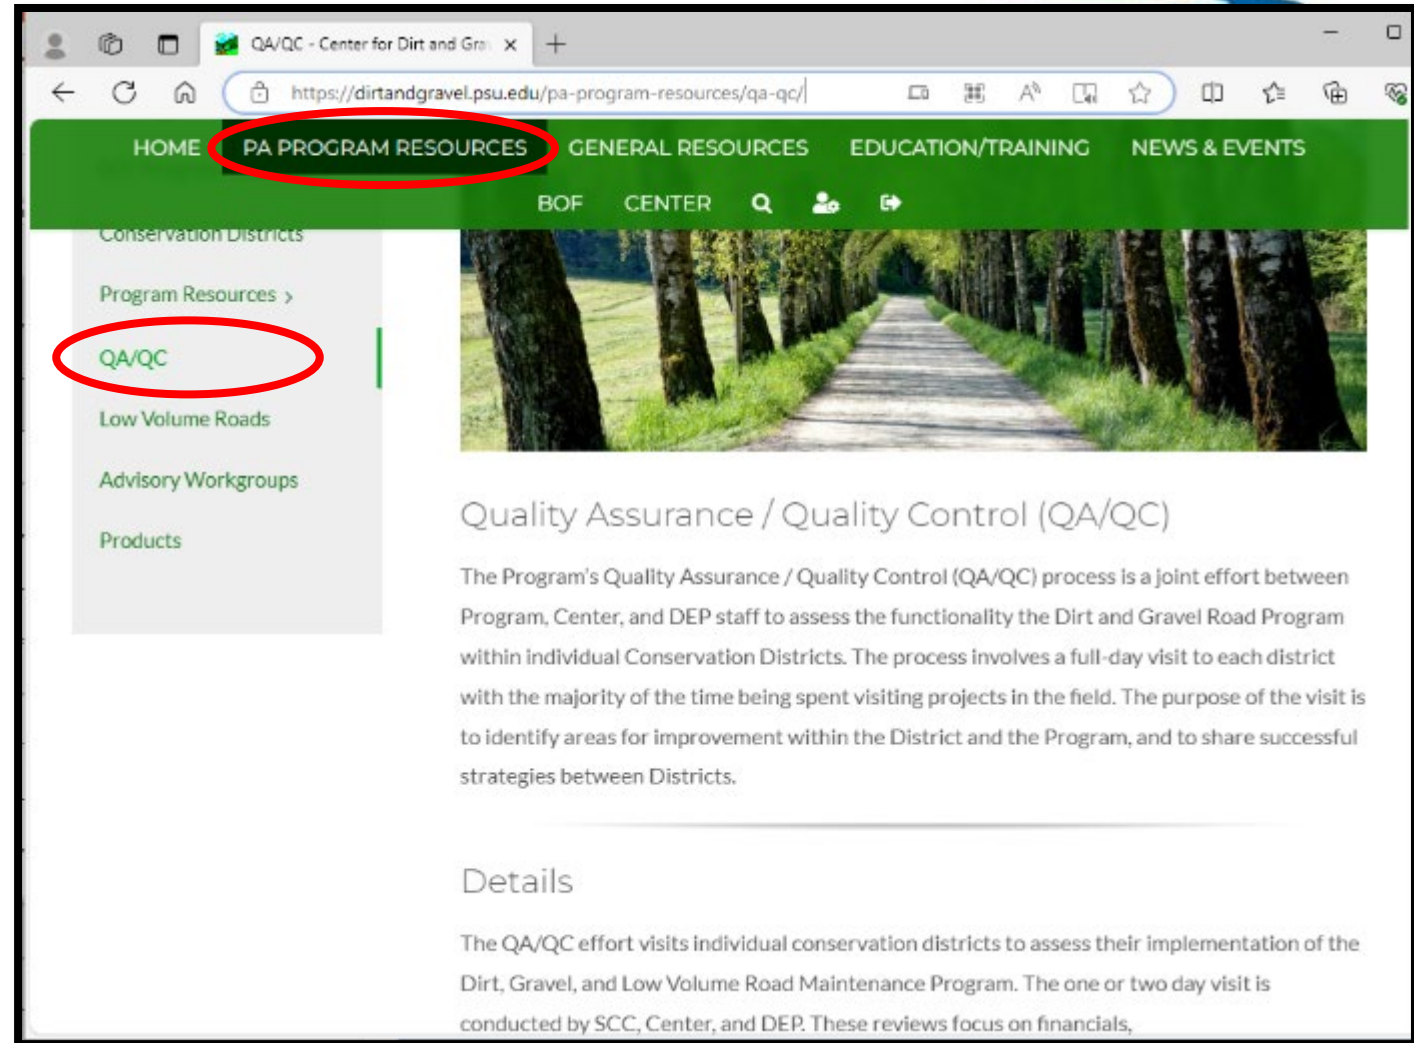 QA/QC - Center for Dirt and Gra
https://dirtandgravel.psu.edu/pa-program-resources/qa-qc/
HOME PA PROGRAM RESOURCES GENERAL RESOURCES EDUCATION/TRAINING NEWS & EVENTS
BOF CENTER
Conservation Districts
Program Resources >
QA/QC
Low Volume Roads
Advisory Workgroups
Products
Quality Assurance / Quality Control (QA/QC)
The Program's Quality Assurance / Quality Control (QA/QC) process is a joint effort between
Program, Center, and DEP staff to assess the functionality the Dirt and Gravel Road Program
within individual Conservation Districts. The process involves a full-day visit to each district
with the majority of the time being spent visiting projects in the field. The purpose of the visit is
to identify areas for improvement within the District and the Program, and to share successful
strategies between Districts.
Details
The QA/QC effort visits individual conservation districts to assess their implementation of the
Dirt, Gravel, and Low Volume Road Maintenance Program. The one or two day visit is
conducted by SCC, Center, and DEP. These reviews focus on financials,